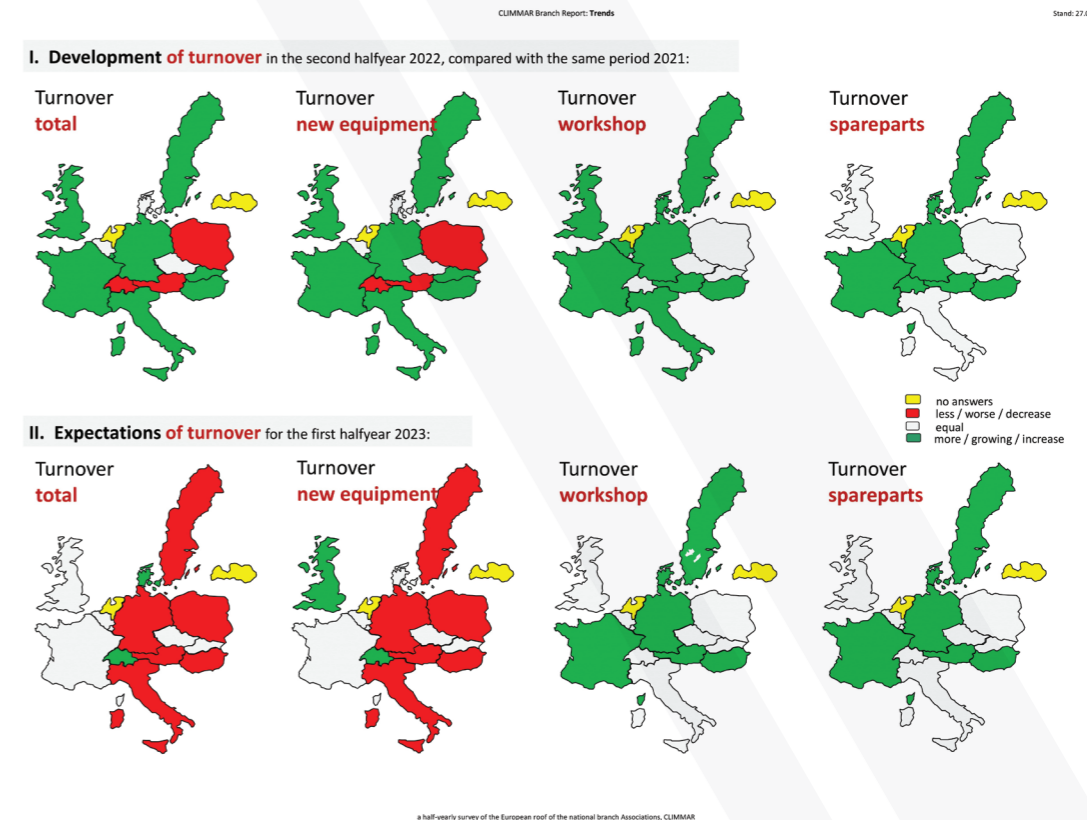 CLIMMAR Branch Report: Trends
Stand: 27.0
I. Development of turnover in the second halfyear 2022, compared with the same period 2021:
Turnover
total
Turnover
new equipment
Turnover
workshop
Turnover
spareparts
no answers
less / worse / decrease
equal
more / growing / increase
II. Expectations of turnover for the first halfyear 2023:
Turnover
total
Turnover
new equipment
Turnover
workshop
Turnover
spareparts
a half-yearly survey of the European roof of the national branch Associations, CLIMMAR